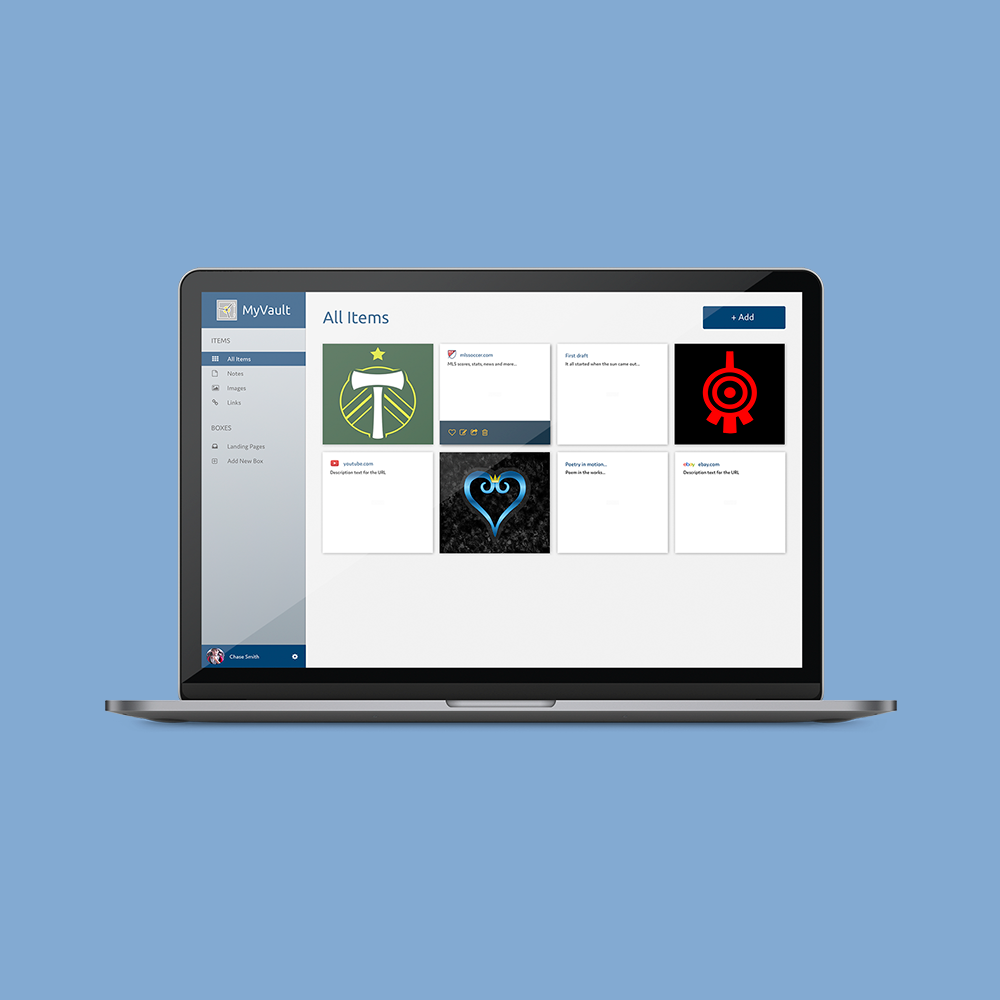 MyVault
ITEMS
All Items
Notes
Images
Links
BOXES
Landing Pages
Add New Box
Chase Smith
All Items
+ Add
mlssoccer.com
MLS scores, stats, news and more...
First draft
It all started when the sun came out...
youtube.com
Description text for the URL
Poetry in motion...
Poem in the works...
ebay ebay.com
Description text for the URL